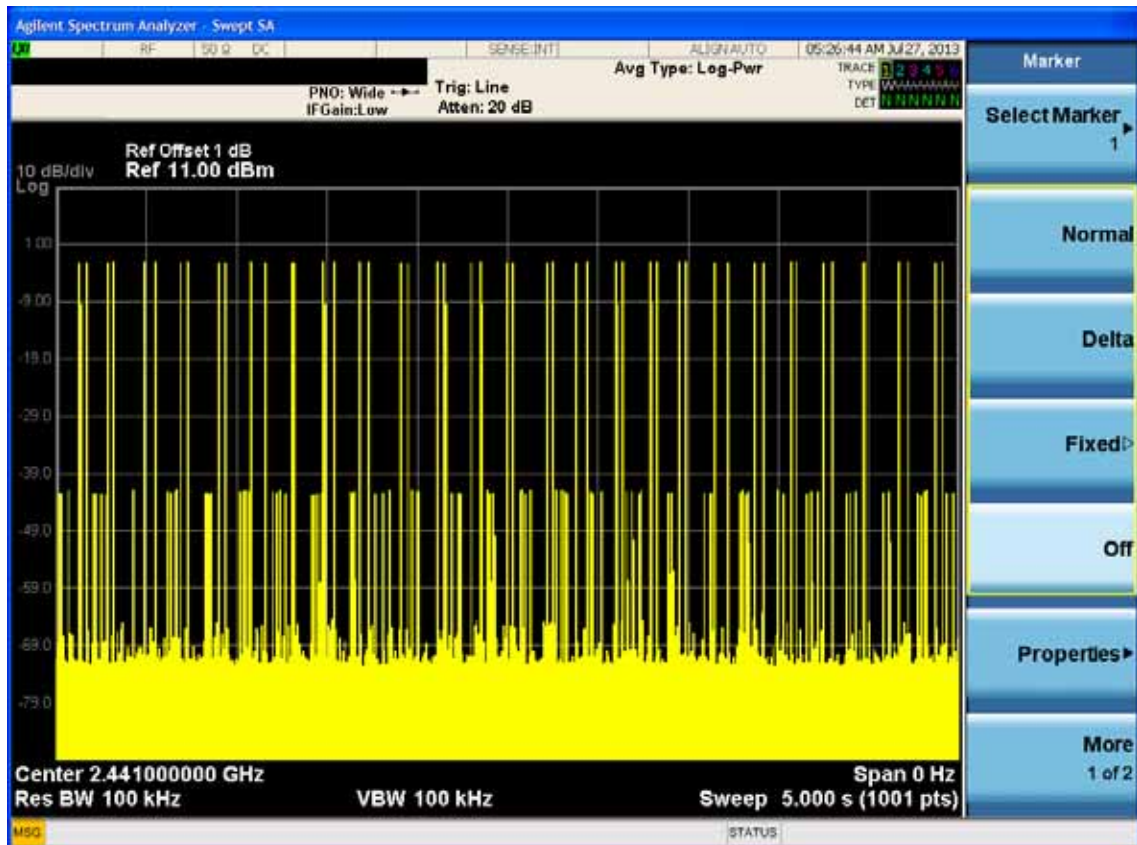 Agilent Spectrum Analyzer - Swept SA
LXI RF 50 Ω DC SENSE:INT ALIGN AUTO 05:26:44 AM Jul 27, 2013
Avg Type: Log-Pwr
TRACE 1 2 3 4 5 6
PNO: Wide
Trig: Line
TYPE
IFGain:Low
Atten: 20 dB
DET N N N N N N
Ref Offset 1 dB
10 dB/div Ref 11.00 dBm
Log
1.00
-9.00
-19.0
-29.0
-39.0
-49.0
-59.0
-69.0
-79.0
Center 2.441000000 GHz
Span 0 Hz
Res BW 100 kHz
VBW 100 kHz
Sweep 5.000 s (1001 pts)
MSG
STATUS
Marker
Select Marker
1
Normal
Delta
Fixed
Off
Properties
More
1 of 2